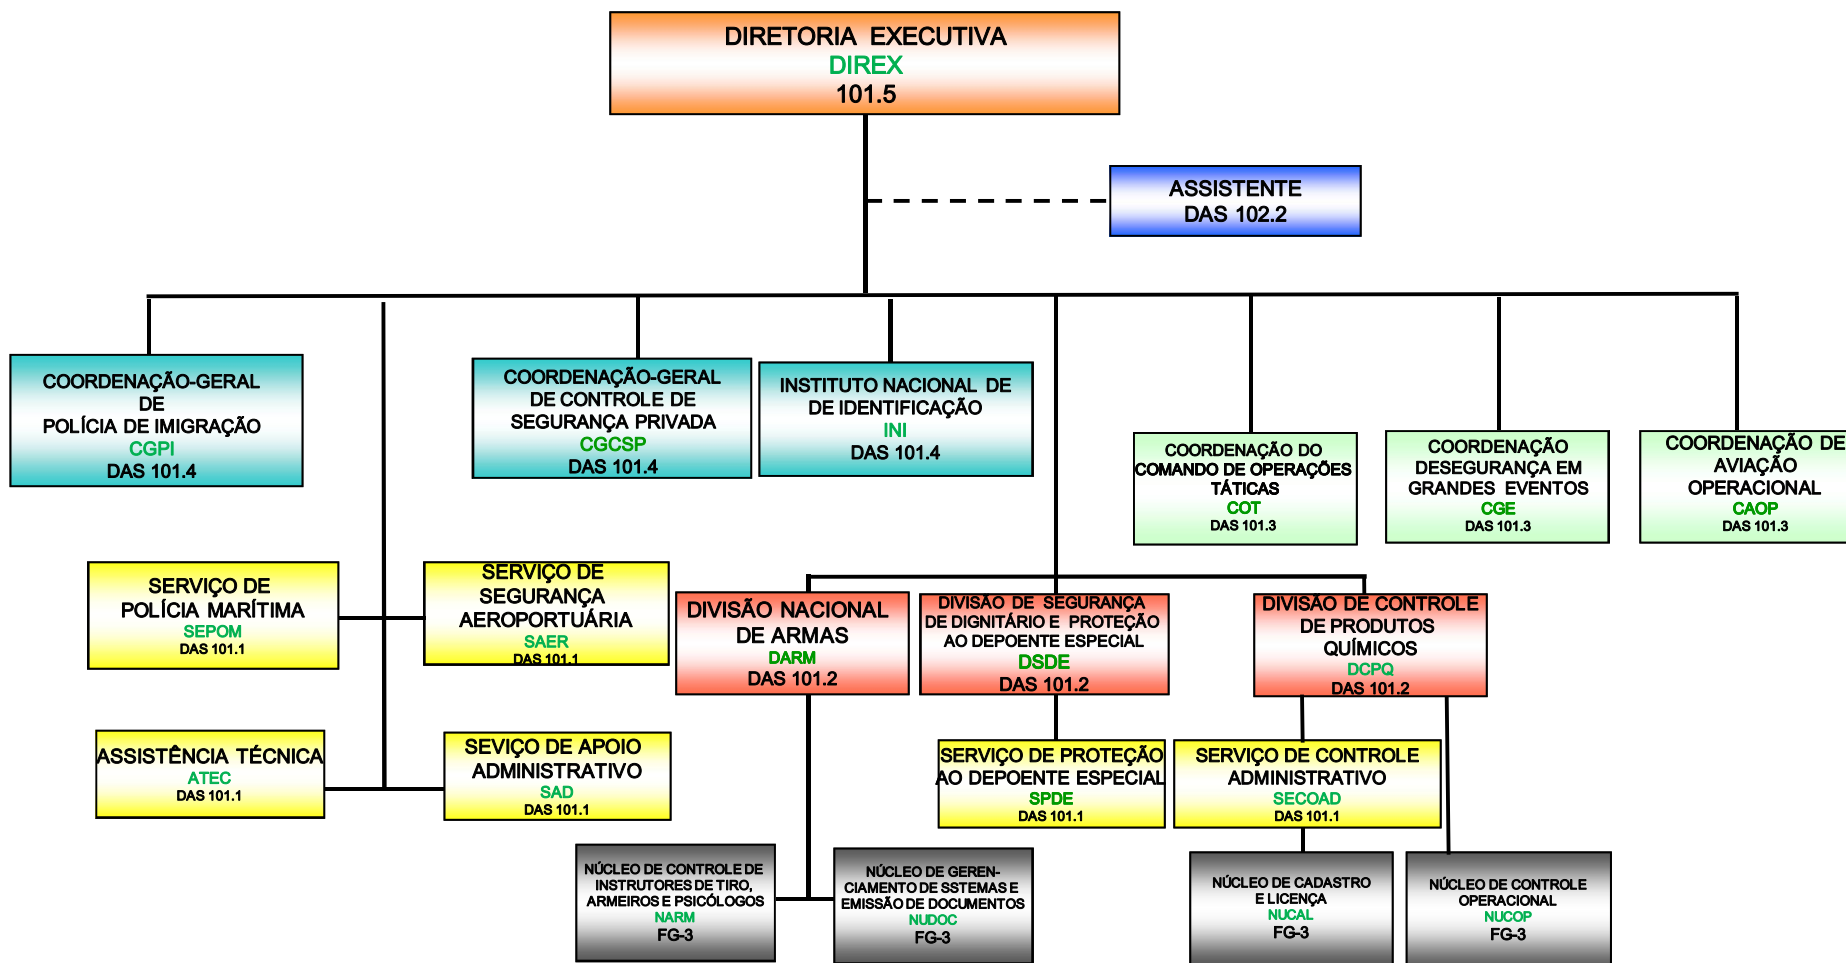 DIRETORIA EXECUTIVA
DIREX
101.5
ASSISTENTE
DAS 102.2
COORDENAÇÃO-GERAL
DE
POLÍCIA DE IMIGRAÇÃO
CGPI
DAS 101.4
COORDENAÇÃO-GERAL
DE CONTROLE DE
SEGURANÇA PRIVADA
CGCSP
DAS 101.4
INSTITUTO NACIONAL DE
DE IDENTIFICAÇÃO
INI
DAS 101.4
COORDENAÇÃO DO
COMANDO DE OPERAÇÕES
TÁTICAS
COT
DAS 101.3
COORDENAÇÃO
DESEGURANÇA EM
GRANDES EVENTOS
CGE
DAS 101.3
COORDENAÇÃO DE
AVIAÇÃO
OPERACIONAL
CAOP
DAS 101.3
SERVIÇO DE
POLÍCIA MARÍTIMA
SEPOM
DAS 101.1
SERVIÇO DE
SEGURANÇA
AEROPORTUÁRIA
SAER
DAS 101.1
DIVISÃO NACIONAL
DE ARMAS
DARM
DAS 101.2
DIVISÃO DE SEGURANÇA
DE DIGNITÁRIO E PROTEÇÃO
AO DEPOENTE ESPECIAL
DSDE
DAS 101.2
DIVISÃO DE CONTROLE
DE PRODUTOS
QUÍMICOS
DCPQ
DAS 101.2
ASSISTÊNCIA TÉCNICA
ATEC
DAS 101.1
SEVIÇO DE APOIO
ADMINISTRATIVO
SAD
DAS 101.1
SERVIÇO DE PROTEÇÃO
AO DEPOENTE ESPECIAL
SPDE
DAS 101.1
SERVIÇO DE CONTROLE
ADMINISTRATIVO
SECOAD
DAS 101.1
NÚCLEO DE CONTROLE DE
INSTRUTORES DE TIRO,
ARMEIROS E PSICÓLOGOS
NARM
FG-3
NÚCLEO DE GEREN-
CIAMENTO DE SSTEMAS E
EMISSÃO DE DOCUMENTOS
NUDOC
FG-3
NÚCLEO DE CADASTRO
E LICENÇA
NUCAL
FG-3
NÚCLEO DE CONTROLE
OPERACIONAL
NUCOP
FG-3